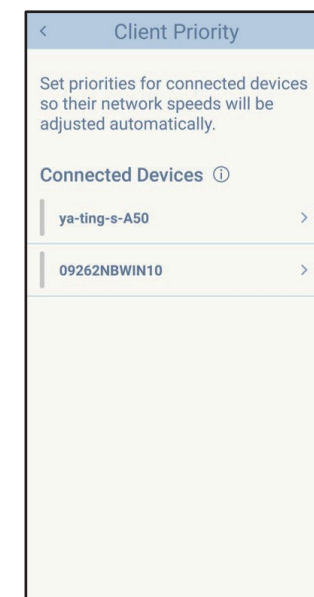 < Client Priority
Set priorities for connected devices
so their network speeds will be
adjusted automatically.
Connected Devices ⓘ
ya-ting-s-A50 >
09262NBWIN10 >